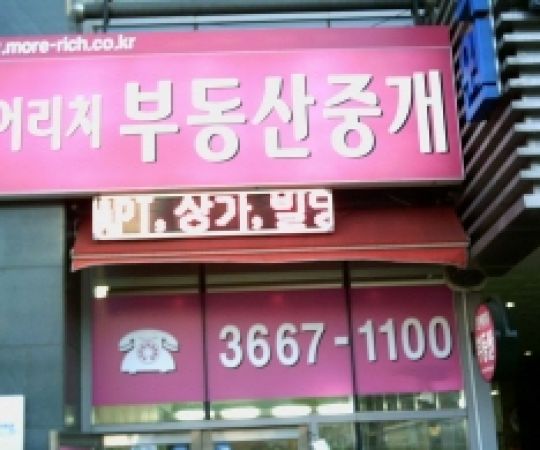 .more-rich.co.kr
어리치 부동산중개
APT, 상가, 빌딩
3667-1100